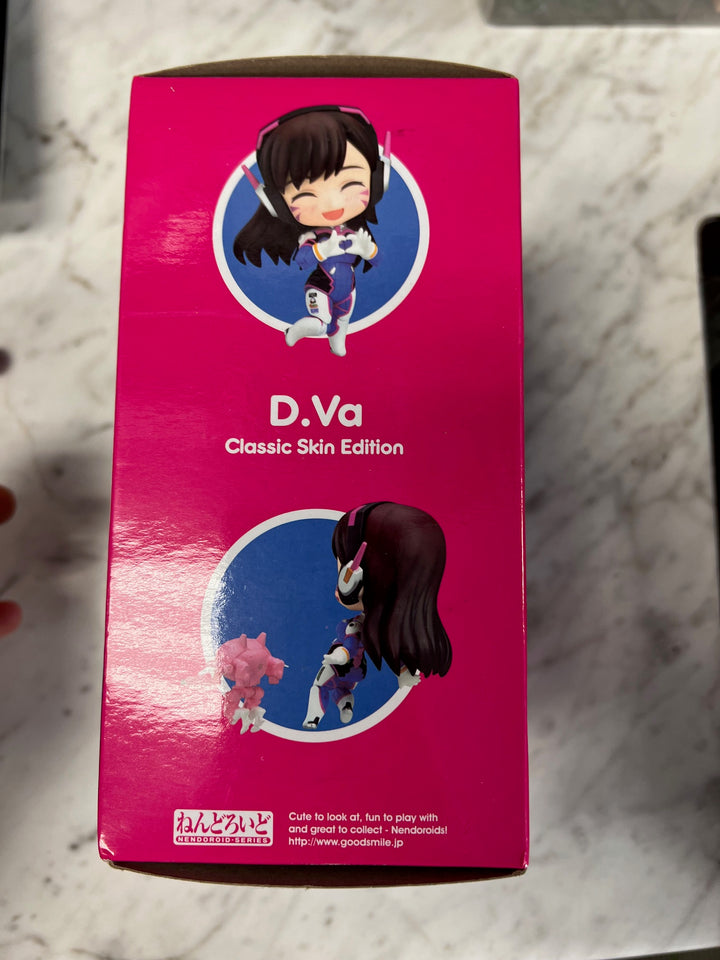 D.Va
Classic Skin Edition
ねんどろいど
NENDOROID・SERIES
Cute to look at, fun to play with
and great to collect - Nendoroids!
http://www.goodsmile.jp